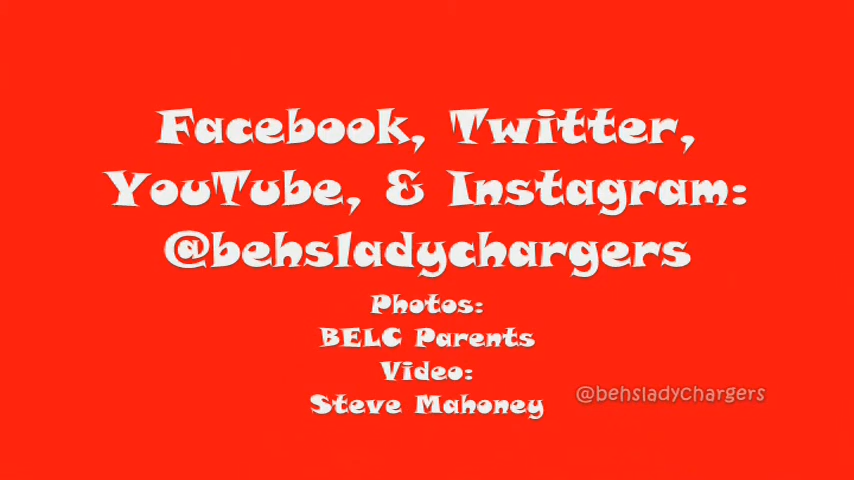 Facebook, Twitter,
YouTube, & Instagram:
@behsladychargers
Photos:
BELC Parents
Video:
Steve Mahoney
@behsladychargers